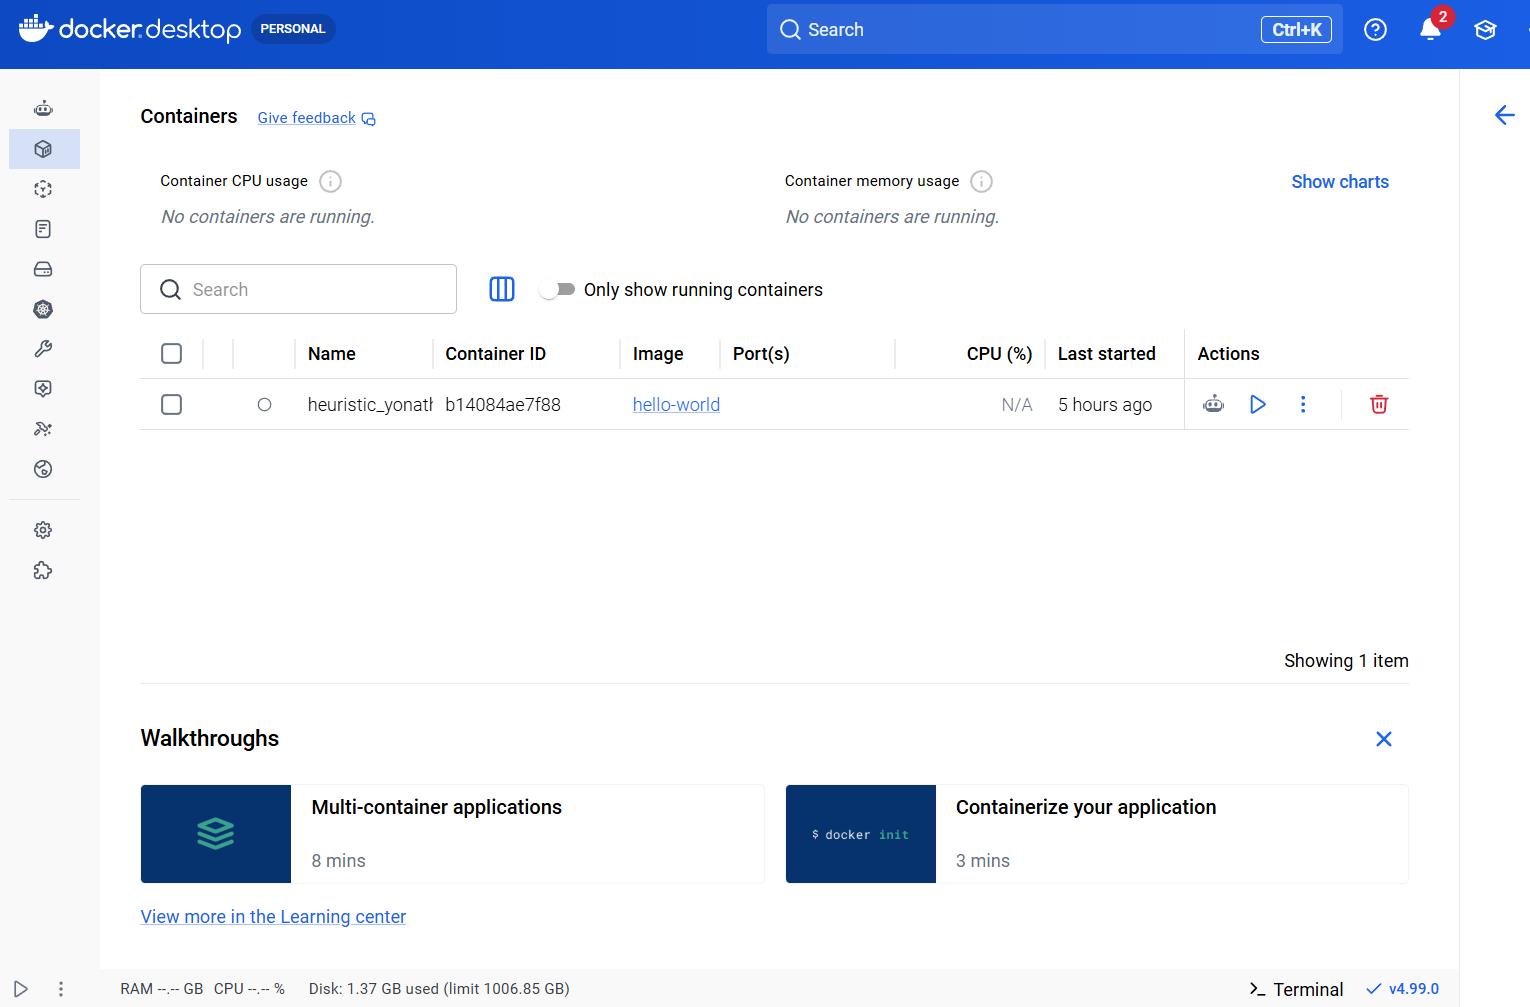 docker.desktop PERSONAL
Search Ctrl+K
2
Containers Give feedback
Container CPU usage
Container memory usage
Show charts
No containers are running.
No containers are running.
Search
Only show running containers
Name Container ID Image Port(s) CPU (%) Last started Actions
heuristic_yonath b14084ae7f88 hello-world N/A 5 hours ago
Showing 1 item
Walkthroughs
Multi-container applications
8 mins
$ docker init
Containerize your application
3 mins
View more in the Learning center
RAM --.-- GB CPU --.-- % Disk: 1.37 GB used (limit 1006.85 GB)
Terminal v4.99.0